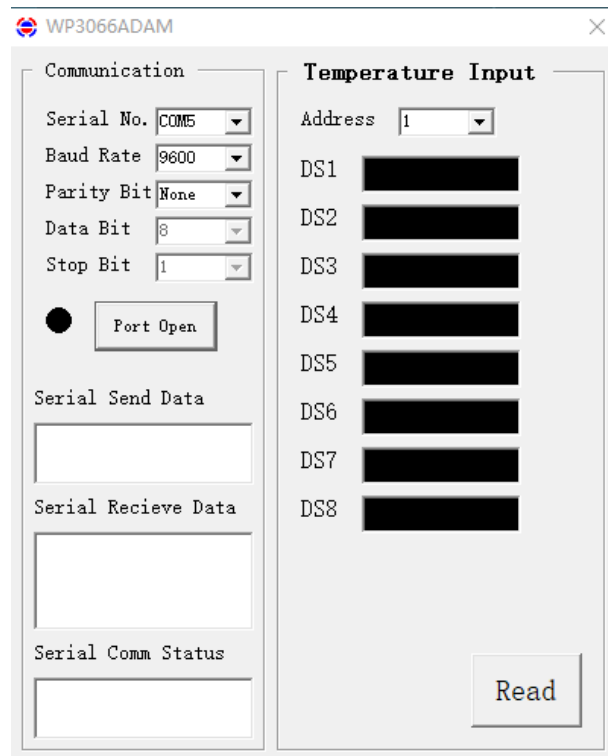 WP3066ADAM
Communication
Serial No. COM5
Baud Rate 9600
Parity Bit None
Data Bit 8
Stop Bit 1
Port Open
Serial Send Data
Serial Recieve Data
Serial Comm Status
Temperature Input
Address 1
DS1
DS2
DS3
DS4
DS5
DS6
DS7
DS8
Read